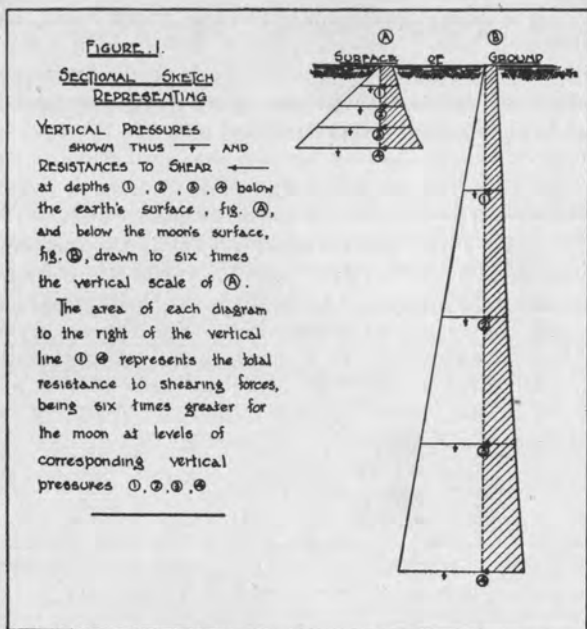 FIGURE 1.
SECTIONAL SKETCH
REPRESENTING
VERTICAL PRESSURES
SHOWN THUS AND
RESISTANCES TO SHEAR ←
at depths ①, ②, ③, ④ below
the earth's surface fig. Ⓐ,
and below the moon's surface,
fig. Ⓑ, drawn to six times
the vertical scale of Ⓐ.
The area of each diagram
to the right of the vertical
line ① ④ represents the total
resistance to shearing forces,
being six times greater for
the moon at levels of
corresponding vertical
pressures ①, ②, ③, ④
Ⓐ Ⓑ
SURFACE OF GROUND
①
②
③
④
①
②
③
④